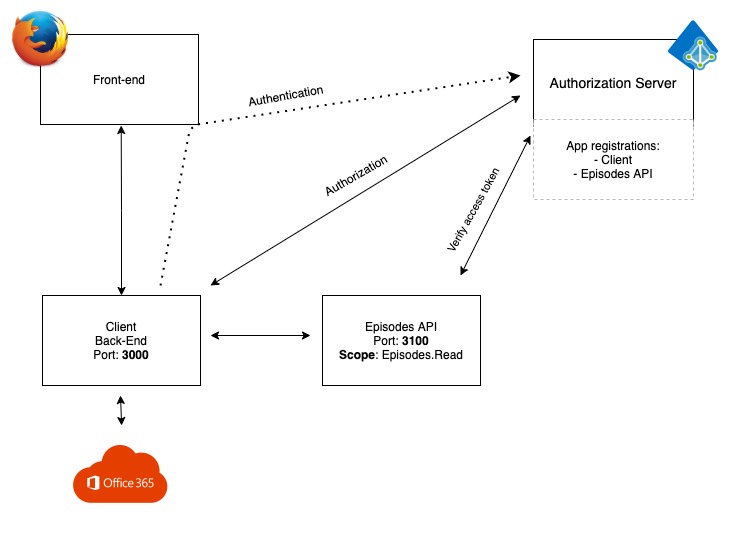 Front-end
Authentication
Authorization Server
App registrations:
- Client
- Episodes API
Authorization
Verify access token
Client
Back-End
Port: 3000
Episodes API
Port: 3100
Scope: Episodes.Read
Office 365